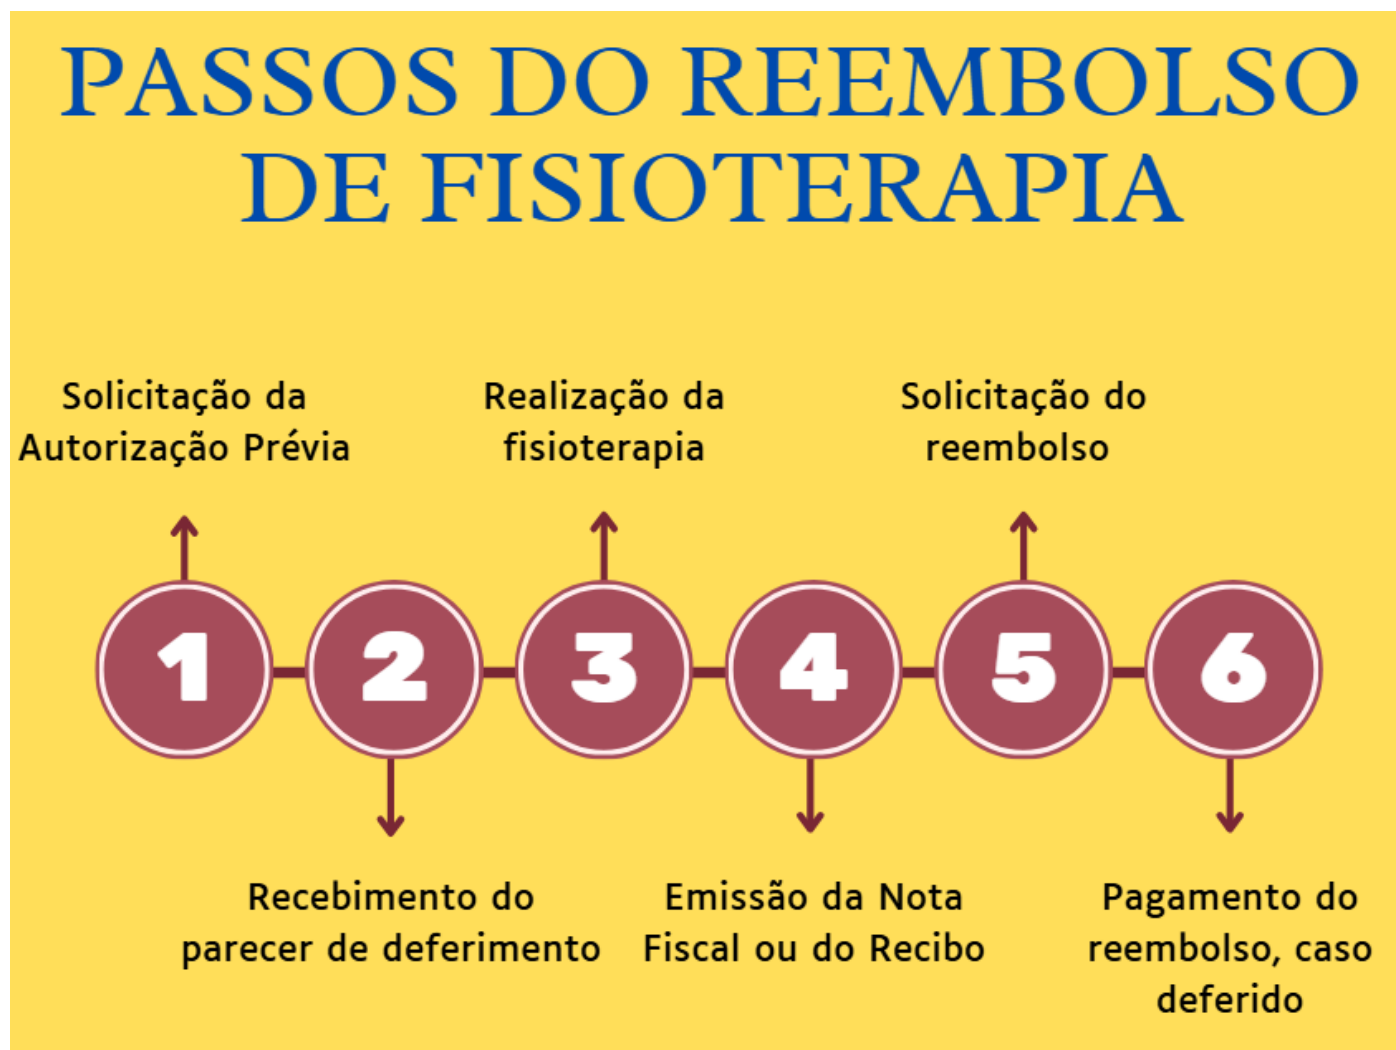 PASSOS DO REEMBOLSO
DE FISIOTERAPIA
Solicitação da
Autorização Prévia
Realização da
fisioterapia
Solicitação do
reembolso
1
2
3
4
5
6
Recebimento do
parecer de deferimento
Emissão da Nota
Fiscal ou do Recibo
Pagamento do
reembolso, caso
deferido